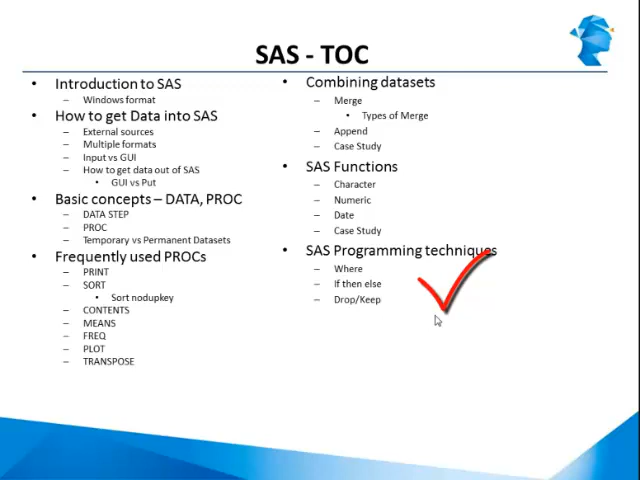 SAS - TOC
• Introduction to SAS
– Windows format
• How to get Data into SAS
– External sources
– Multiple formats
– Input vs GUI
– How to get data out of SAS
• GUI vs Put
• Basic concepts – DATA, PROC
– DATA STEP
– PROC
– Temporary vs Permanent Datasets
• Frequently used PROCs
– PRINT
– SORT
• Sort nodupkey
– CONTENTS
– MEANS
– FREQ
– PLOT
– TRANSPOSE
• Combining datasets
– Merge
• Types of Merge
– Append
– Case Study
• SAS Functions
– Character
– Numeric
– Date
– Case Study
• SAS Programming techniques
– Where
– If then else
– Drop/Keep